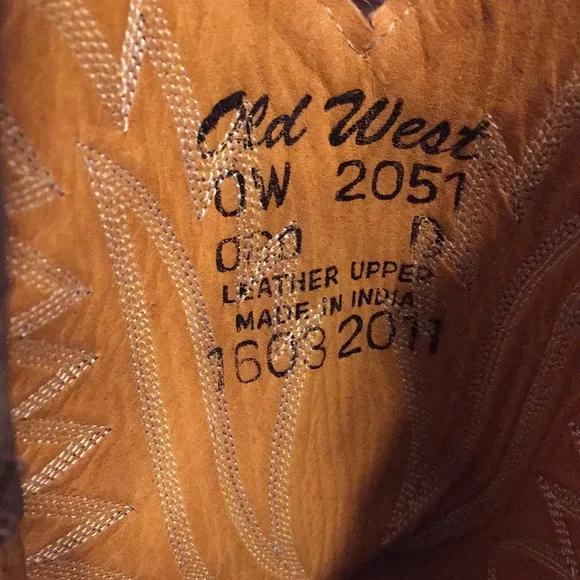 Old West
OW 2051
D
LEATHER UPPER
MADE IN INDIA
16032011